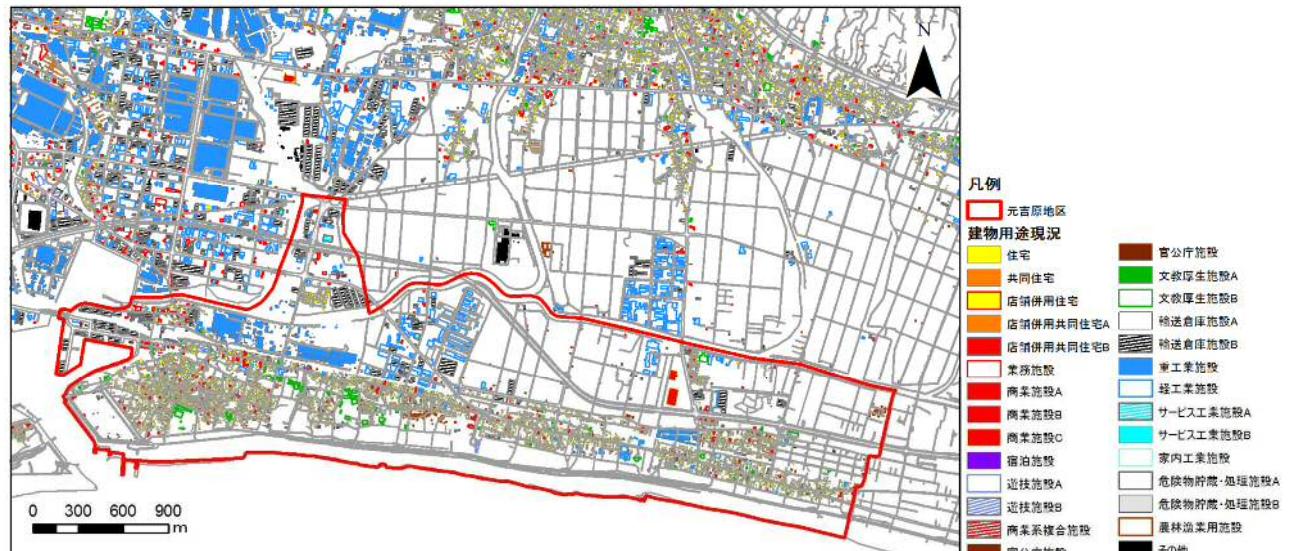 N
0 150300 600 900
m
凡例
元吉原地区
建物用途現況
住宅
共同住宅
店舗併用住宅
店舗併用共同住宅A
店舗併用共同住宅B
業務施設
商業施設A
商業施設B
商業施設C
宿泊施設
遊技施設A
遊技施設B
商業系複合施設
官公庁施設
官公庁施設
文教厚生施設A
文教厚生施設B
輸送倉庫施設A
輸送倉庫施設B
重工業施設
軽工業施設
サービス工業施設A
サービス工業施設B
家内工業施設
危険物貯蔵・処理施設A
危険物貯蔵・処理施設B
農林漁業用施設
その他